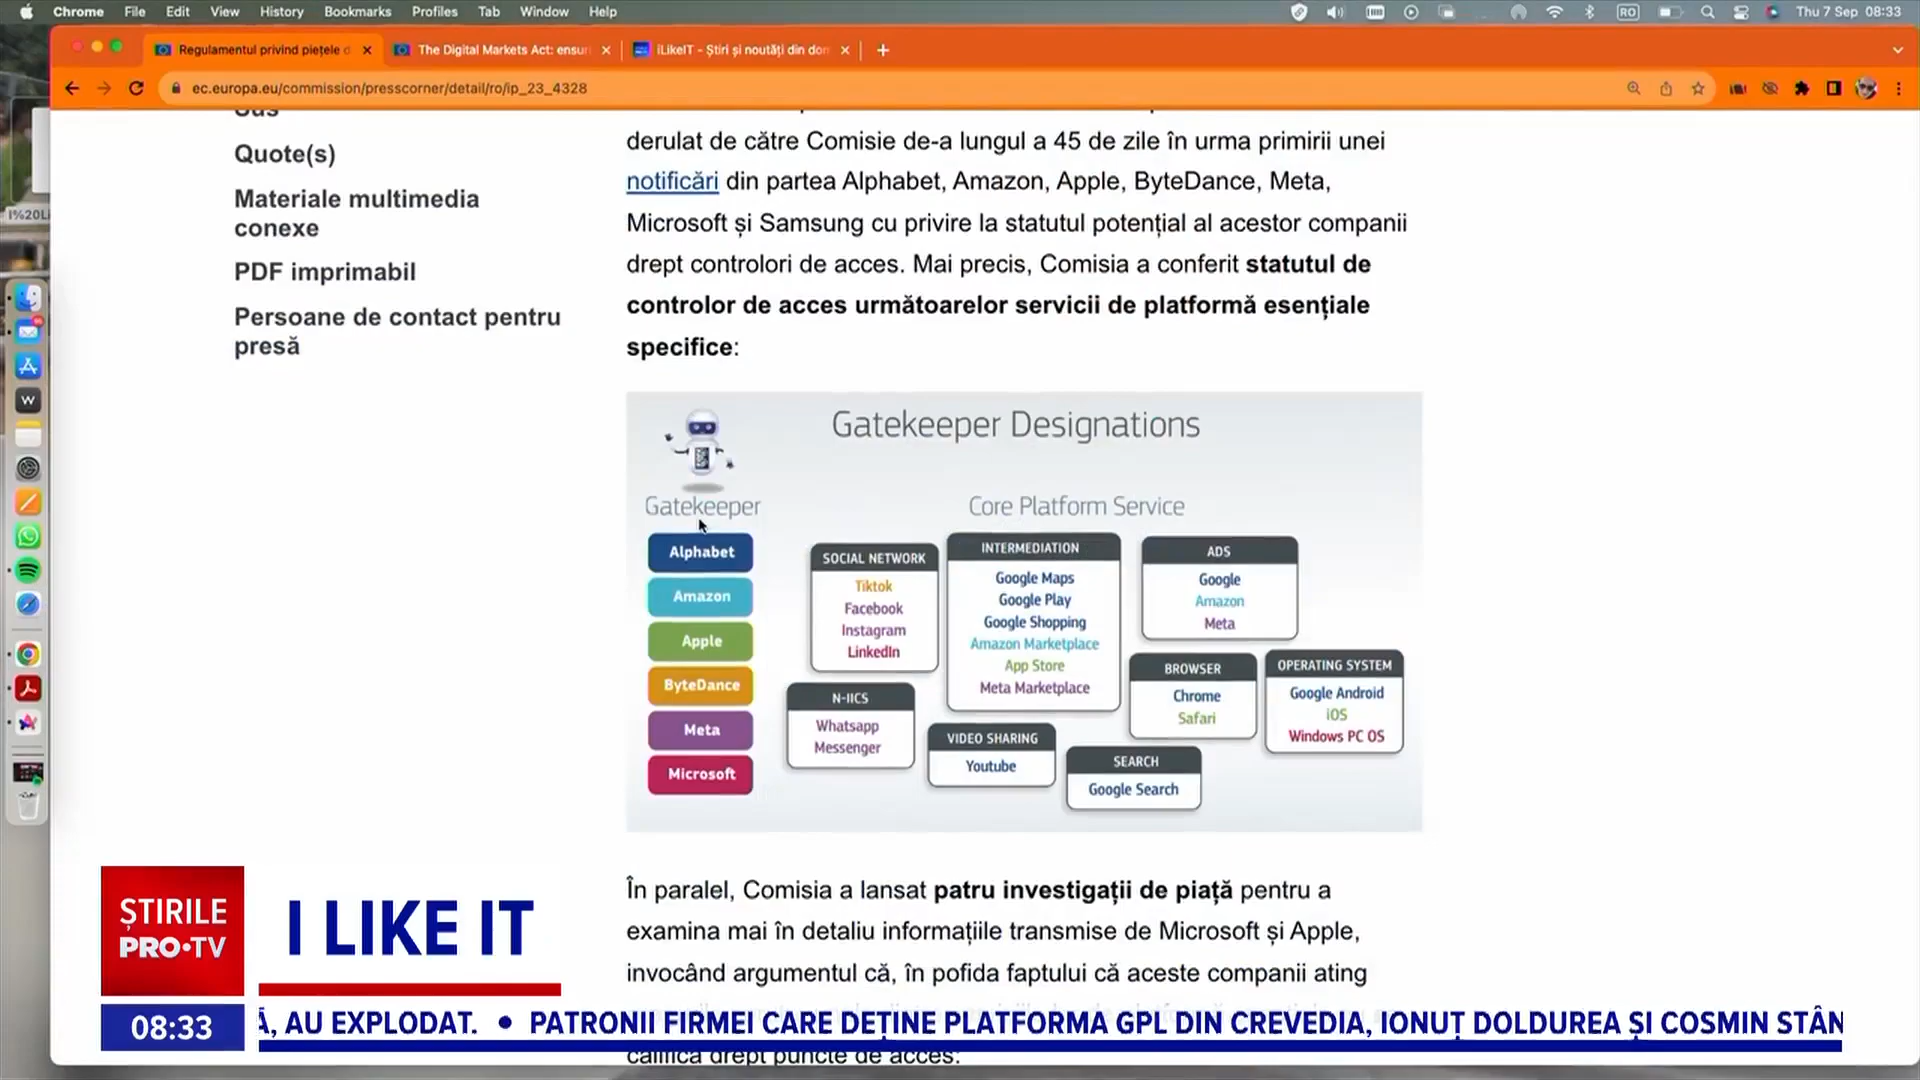 Chrome File Edit View History Bookmarks Profiles Tab Window Help
RO
Thu 7 Sep 08:33
Regulamentul privind piețele d
The Digital Markets Act: ensuri
iLikeIT - Știri și noutăți din don
ec.europa.eu/commission/presscorner/detail/ro/ip_23_4328
Sus
Quote(s)
Materiale multimedia
conexe
PDF imprimabil
Persoane de contact pentru
presă
derulat de către Comisie de-a lungul a 45 de zile în urma primirii unei
notificări din partea Alphabet, Amazon, Apple, ByteDance, Meta,
Microsoft și Samsung cu privire la statutul potențial al acestor companii
drept controlori de acces. Mai precis, Comisia a conferit statutul de
controlor de acces următoarelor servicii de platformă esențiale
specifice:
Gatekeeper Designations
Gatekeeper
Alphabet
Amazon
Apple
ByteDance
Meta
Microsoft
Core Platform Service
SOCIAL NETWORK
Tiktok
Facebook
Instagram
LinkedIn
INTERMEDIATION
Google Maps
Google Play
Google Shopping
Amazon Marketplace
App Store
Meta Marketplace
ADS
Google
Amazon
Meta
N-IICS
Whatsapp
Messenger
VIDEO SHARING
Youtube
BROWSER
Chrome
Safari
OPERATING SYSTEM
Google Android
iOS
Windows PC OS
SEARCH
Google Search
În paralel, Comisia a lansat patru investigații de piață pentru a
examina mai în detaliu informațiile transmise de Microsoft și Apple,
invocând argumentul că, în pofida faptului că aceste companii ating
califica drept puncte de acces:
ȘTIRILE
PRO•TV
I LIKE IT
08:33
Ă, AU EXPLODAT. • PATRONII FIRMEI CARE DEȚINE PLATFORMA GPL DIN CREVEDIA, IONUȚ DOLDUREA ȘI COSMIN STÂN